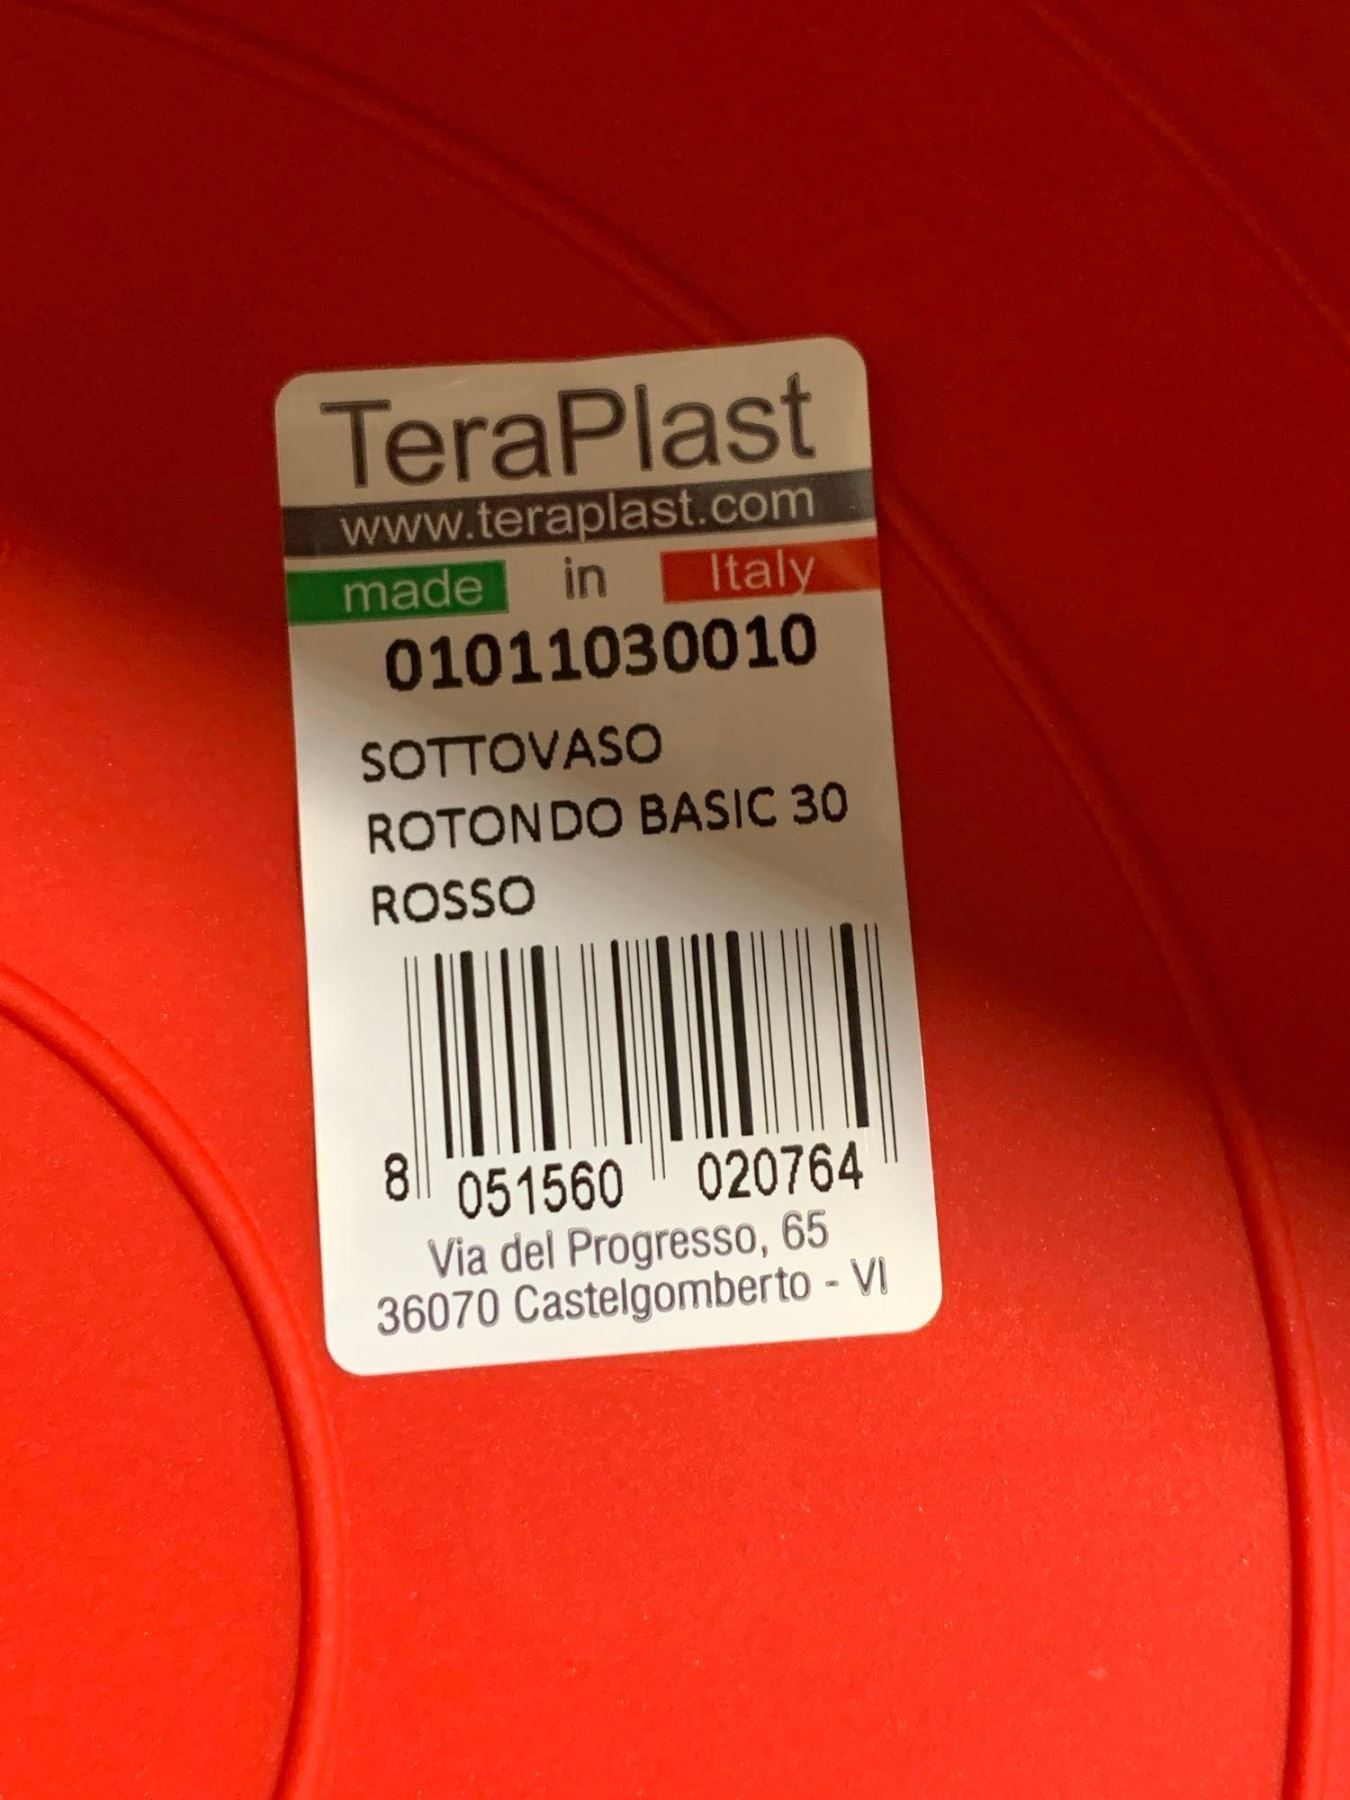 TeraPlast
www.teraplast.com
made in Italy
01011030010
SOTTOVASO
ROTONDO BASIC 30
ROSSO
8 051560 020764
Via del Progresso, 65
36070 Castelgomberto - VI